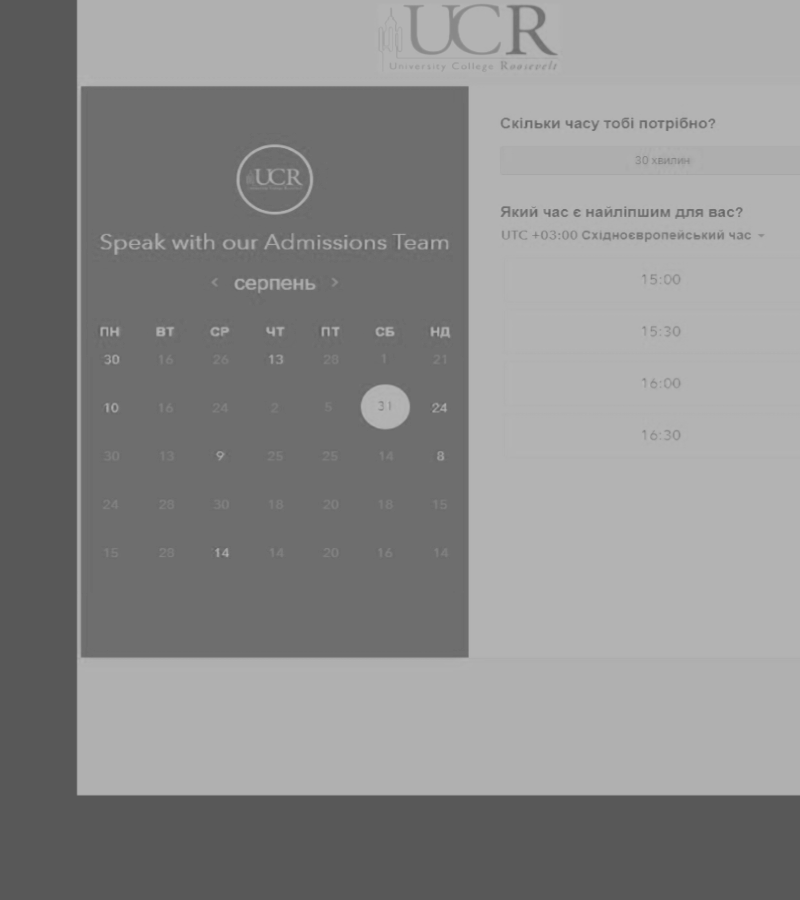 UCR
University College Roosevelt
UCR
Speak with our Admissions Team
< серпень >
ПН ВТ СР ЧТ ПТ СБ НД
30 16 26 13 28 1 21
10 16 24 2 5 31 24
30 13 9 25 25 14 8
24 28 30 18 20 18 15
15 28 14 14 20 16 14
Скільки часу тобі потрібно?
30 хвилин
Який час є найліпшим для вас?
UTC +03:00 Східноєвропейський час
15:00
15:30
16:00
16:30